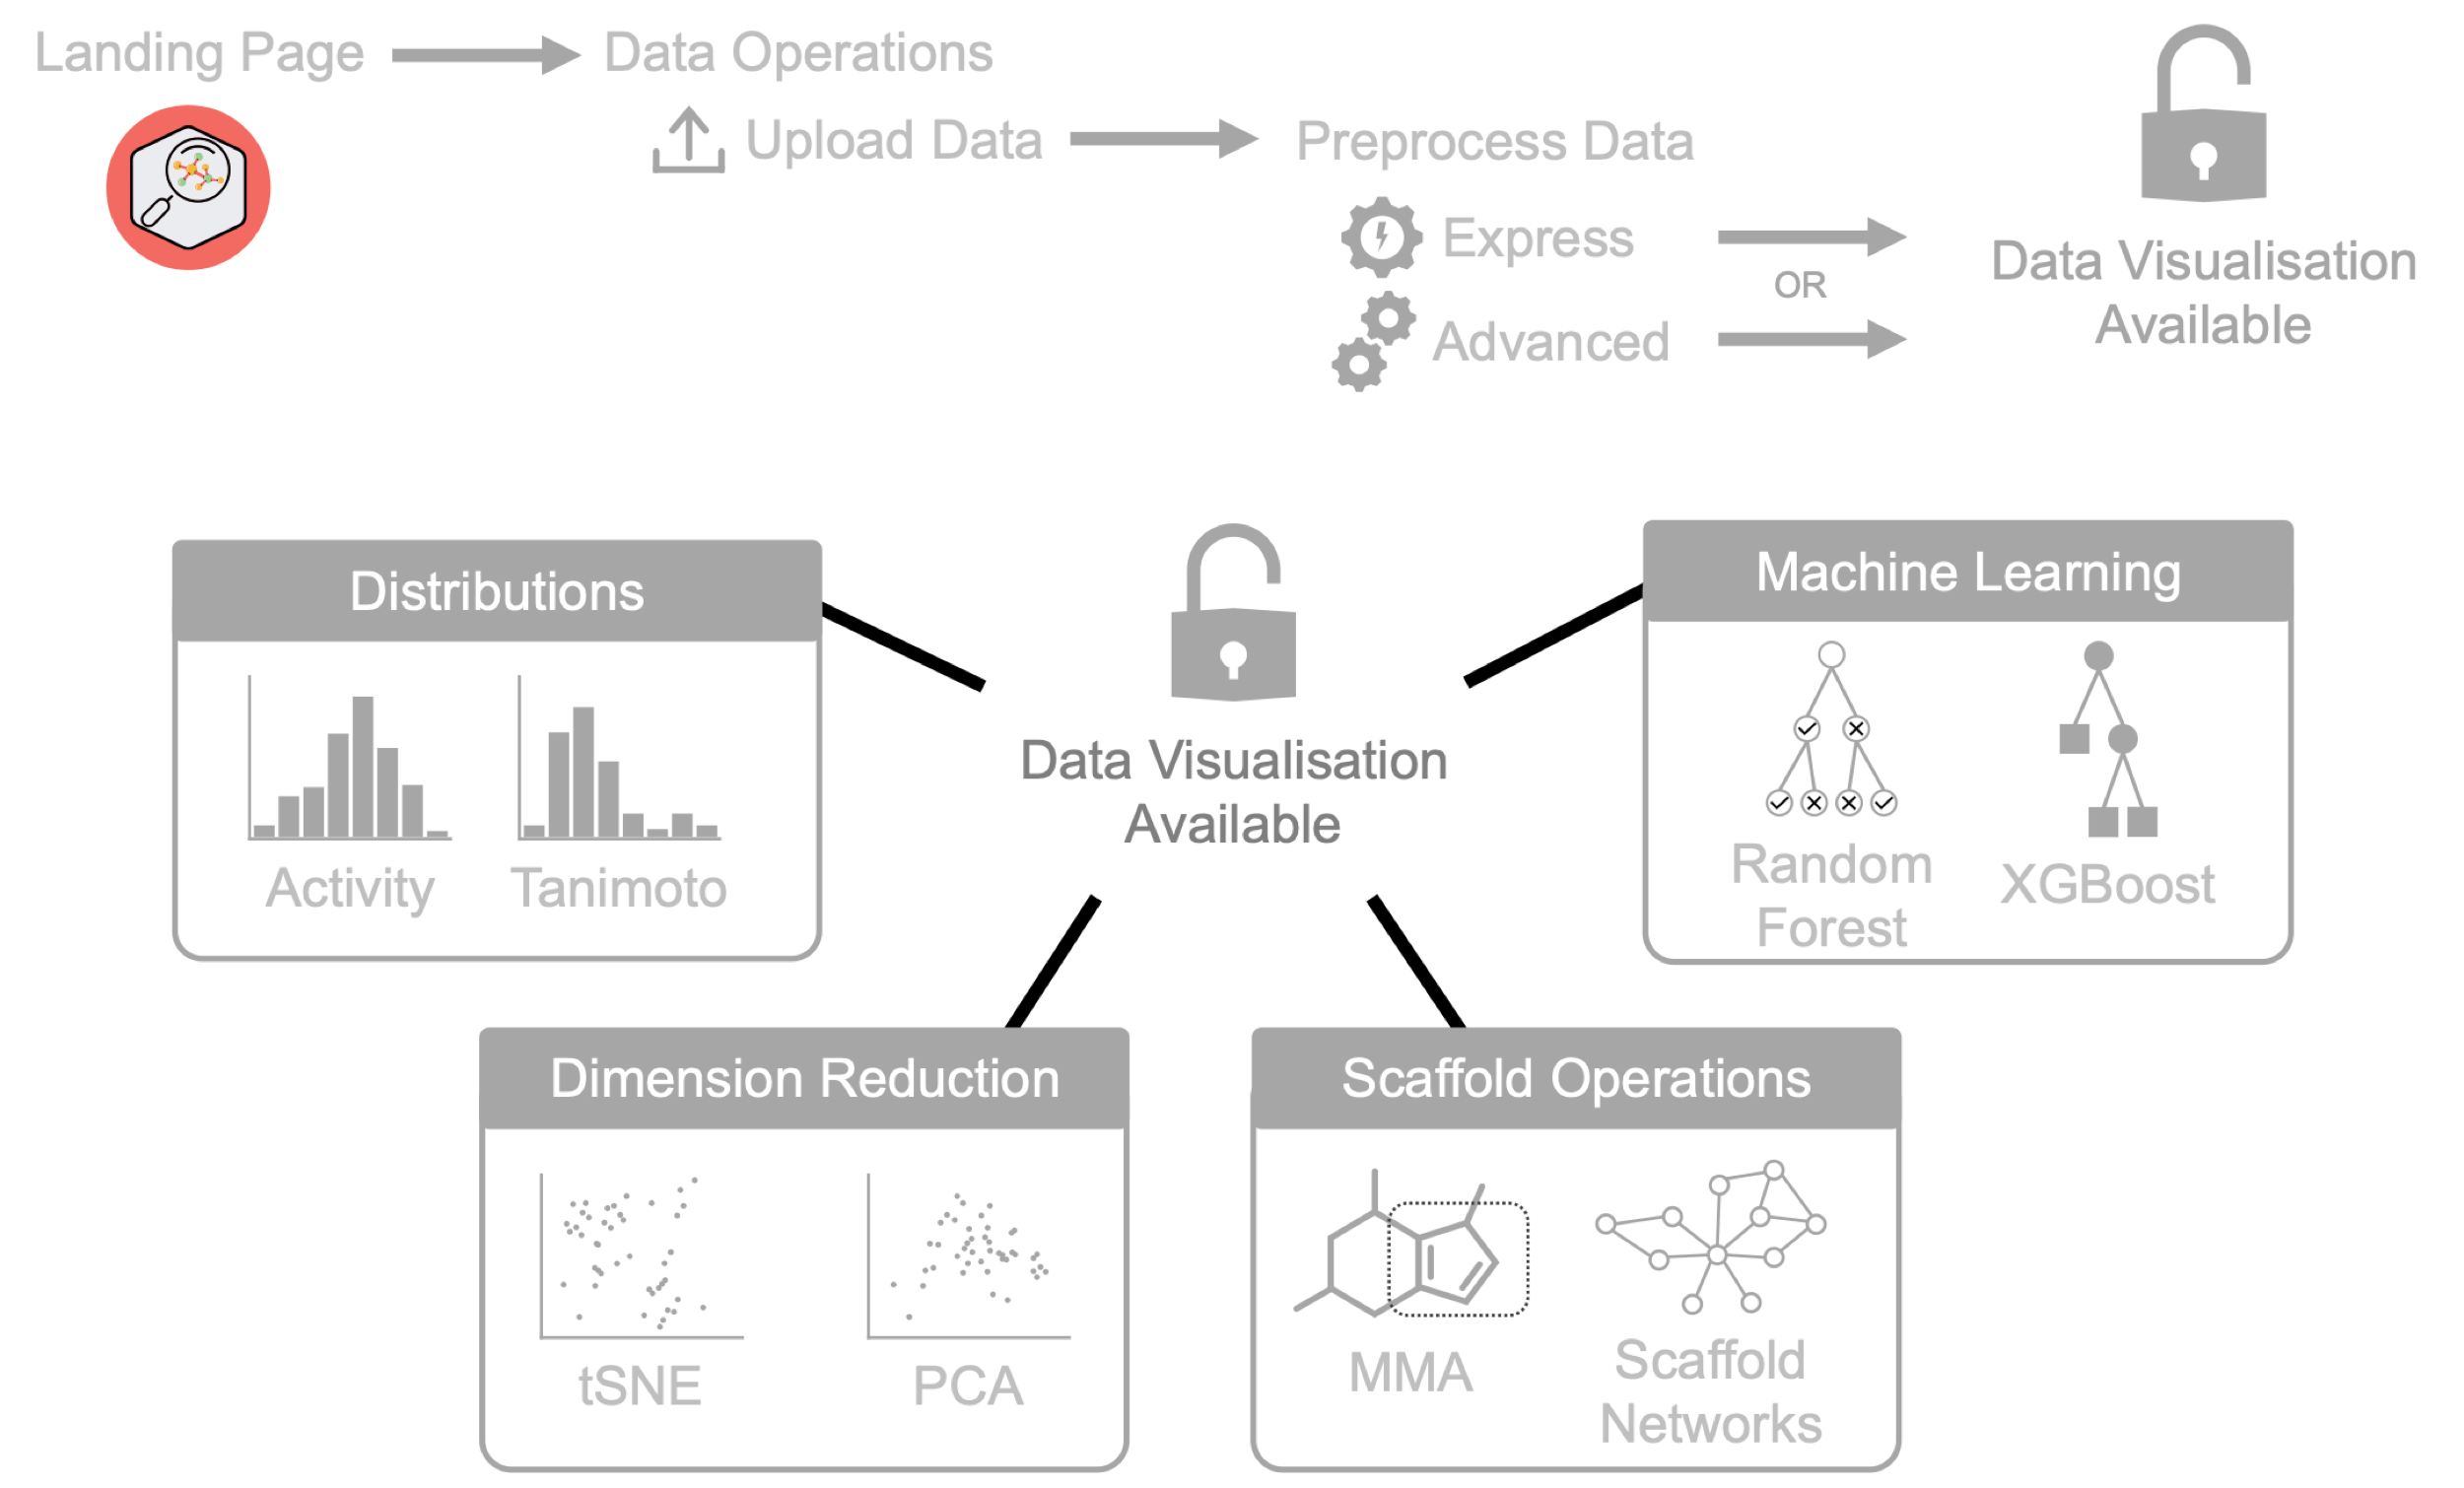 Landing Page
Data Operations
Upload Data
Preprocess Data
Express
OR
Advanced
Data Visualisation
Available
Distributions
Activity
Tanimoto
Data Visualisation
Available
Machine Learning
Random
Forest
XGBoost
Dimension Reduction
tSNE
PCA
Scaffold Operations
MMA
Scaffold
Networks